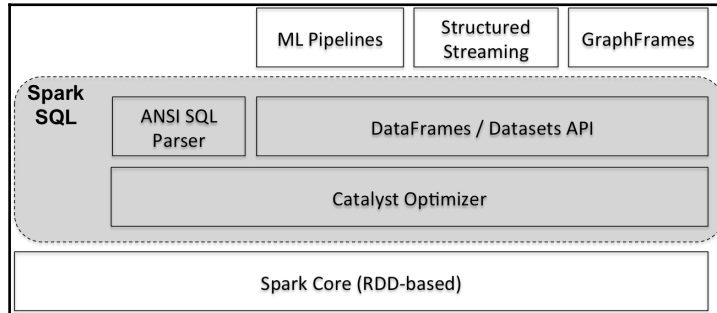 ML Pipelines
Structured
Streaming
GraphFrames
Spark
SQL
ANSI SQL
Parser
DataFrames / Datasets API
Catalyst Optimizer
Spark Core (RDD-based)